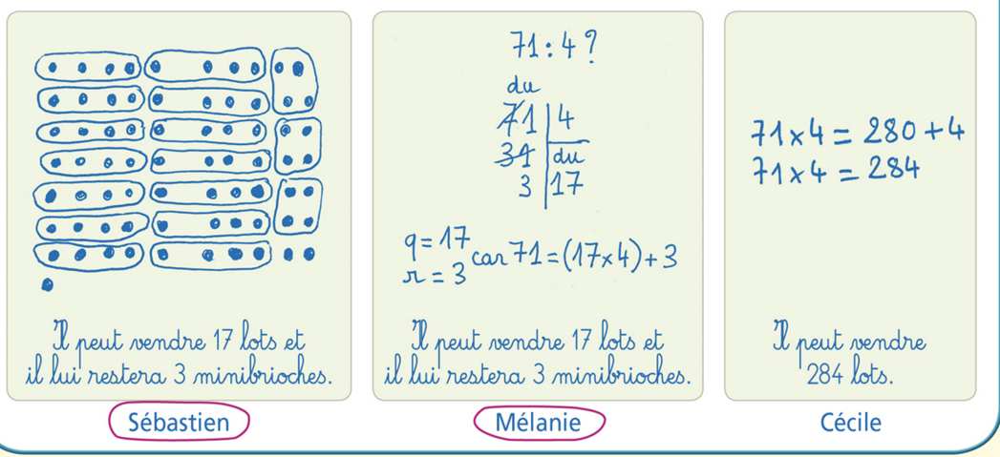 Il peut vendre 17 lots et
il lui restera 3 minibrioches.
Sébastien
71 : 4 ?
du
71 | 4
31 | du
3 | 17
q = 17
r = 3
car 71 = (17 x 4) + 3
Il peut vendre 17 lots et
il lui restera 3 minibrioches.
Mélanie
71 x 4 = 280 + 4
71 x 4 = 284
Il peut vendre
284 lots.
Cécile